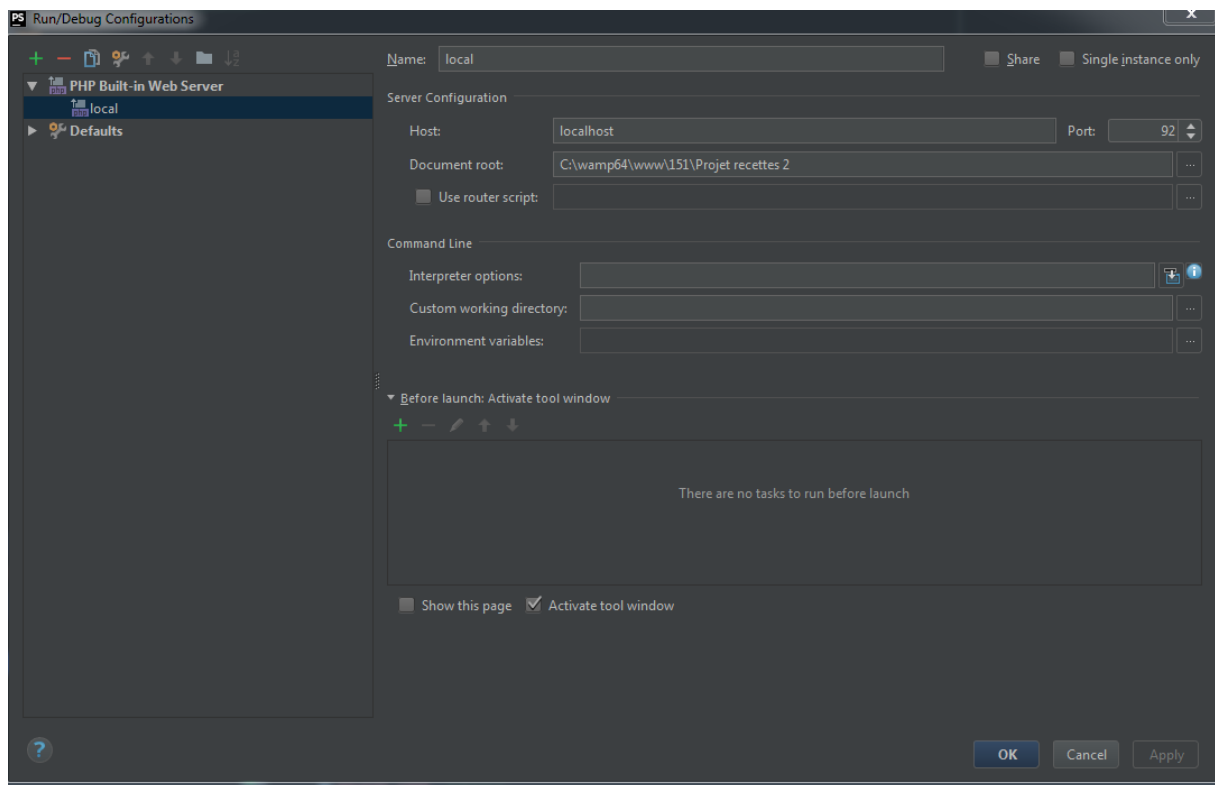 PS Run/Debug Configurations X
Name: local Share Single instance only
PHP Built-in Web Server
local
Defaults
Server Configuration
Host: localhost Port: 92
Document root: C:\wamp64\www\151\Projet recettes 2 ...
Use router script: ...
Command Line
Interpreter options:
Custom working directory: ...
Environment variables: ...
Before launch: Activate tool window
There are no tasks to run before launch
Show this page Activate tool window
? OK Cancel Apply